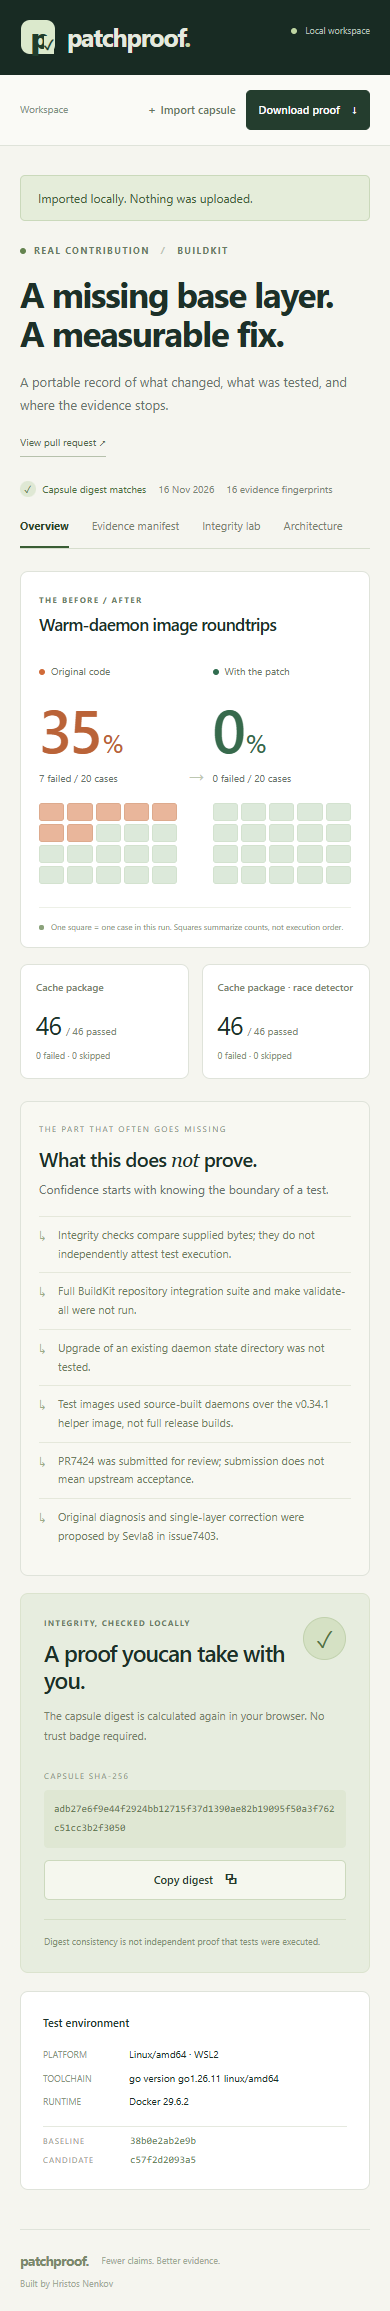 patchproof.
Local workspace
Workspace
+ Import capsule
Download proof ↓
Imported locally. Nothing was uploaded.
REAL CONTRIBUTION / BUILDKIT
A missing base layer.
A measurable fix.
A portable record of what changed, what was tested, and
where the evidence stops.
View pull request ↗
✓ Capsule digest matches 16 Nov 2026 16 evidence fingerprints
Overview Evidence manifest Integrity lab Architecture
THE BEFORE / AFTER
Warm-daemon image roundtrips
Original code
With the patch
35%
0%
7 failed / 20 cases
→ 0 failed / 20 cases
One square = one case in this run. Squares summarize counts, not execution order.
Cache package
46 / 46 passed
0 failed · 0 skipped
Cache package · race detector
46 / 46 passed
0 failed · 0 skipped
THE PART THAT OFTEN GOES MISSING
What this does not prove.
Confidence starts with knowing the boundary of a test.
↳ Integrity checks compare supplied bytes; they do not
independently attest test execution.
↳ Full BuildKit repository integration suite and make validate-
all were not run.
↳ Upgrade of an existing daemon state directory was not
tested.
↳ Test images used source-built daemons over the v0.34.1
helper image, not full release builds.
↳ PR7424 was submitted for review; submission does not
mean upstream acceptance.
↳ Original diagnosis and single-layer correction were
proposed by Sevla8 in issue7403.
INTEGRITY, CHECKED LOCALLY
A proof youcan take with
you.
The capsule digest is calculated again in your browser. No
trust badge required.
CAPSULE SHA-256
adb27e6f9e44f2924bb12715f37d1390ae82b19095f50a3f762
c51cc3b2f3050
Copy digest
Digest consistency is not independent proof that tests were executed.
Test environment
PLATFORM Linux/amd64 · WSL2
TOOLCHAIN go version go1.26.11 linux/amd64
RUNTIME Docker 29.6.2
BASELINE 38b0e2ab2e9b
CANDIDATE c57f2d2093a5
patchproof. Fewer claims. Better evidence.
Built by Hristos Nenkov